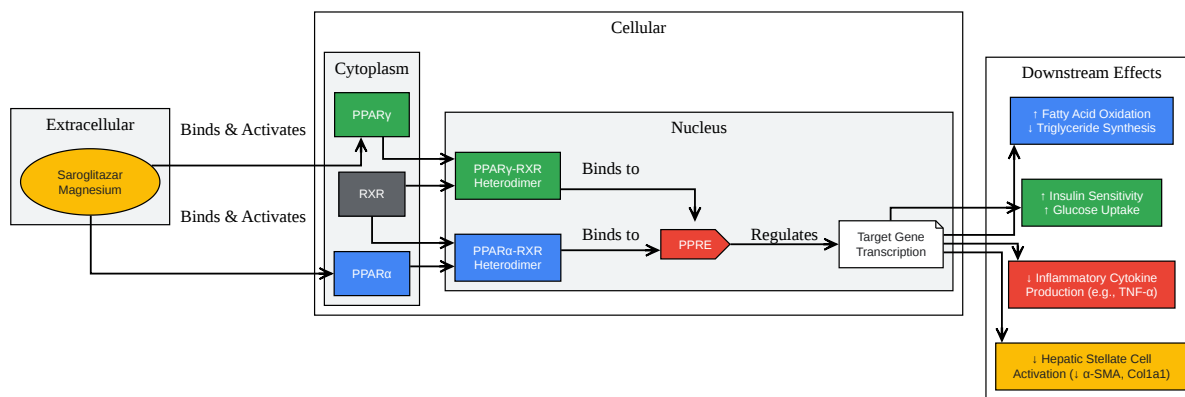 Cellular
Cytoplasm
Downstream Effects
Extracellular
Binds & Activates
PPARγ
Nucleus
↑ Fatty Acid Oxidation
↓ Triglyceride Synthesis
Saroglitazar
Magnesium
RXR
PPARγ-RXR
Heterodimer
Binds to
↑ Insulin Sensitivity
↑ Glucose Uptake
Binds & Activates
PPARα
PPARα-RXR
Heterodimer
Binds to
PPRE
Regulates
Target Gene
Transcription
↓ Inflammatory Cytokine
Production (e.g., TNF-α)
↓ Hepatic Stellate Cell
Activation (↓ α-SMA, Col1a1)